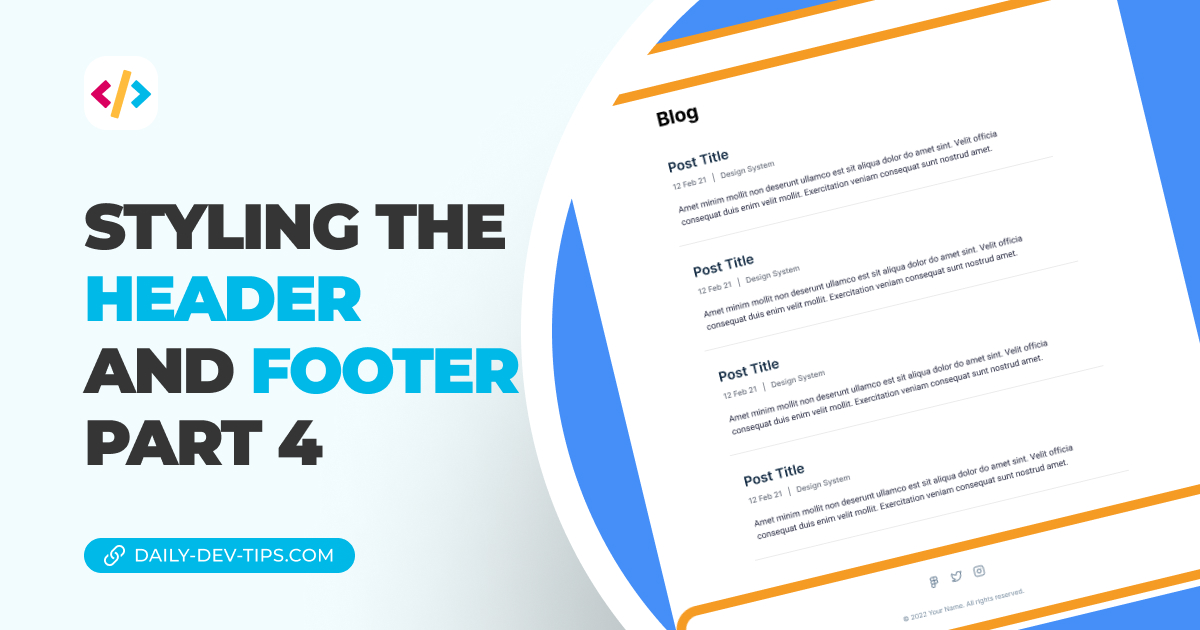 STYLING THE
HEADER
AND FOOTER
PART 4
DAILY-DEV-TIPS.COM
Blog
Post Title
12 Feb 21 | Design System
Amet minim mollit non deserunt ullamco est sit aliqua dolor do amet sint. Velit officia
consequat duis enim velit mollit. Exercitation veniam consequat sunt nostrud amet.
Post Title
12 Feb 21 | Design System
Amet minim mollit non deserunt ullamco est sit aliqua dolor do amet sint. Velit officia
consequat duis enim velit mollit. Exercitation veniam consequat sunt nostrud amet.
Post Title
12 Feb 21 | Design System
Amet minim mollit non deserunt ullamco est sit aliqua dolor do amet sint. Velit officia
consequat duis enim velit mollit. Exercitation veniam consequat sunt nostrud amet.
Post Title
12 Feb 21 | Design System
Amet minim mollit non deserunt ullamco est sit aliqua dolor do amet sint. Velit officia
consequat duis enim velit mollit. Exercitation veniam consequat sunt nostrud amet.
© 2022 Your Name. All rights reserved.